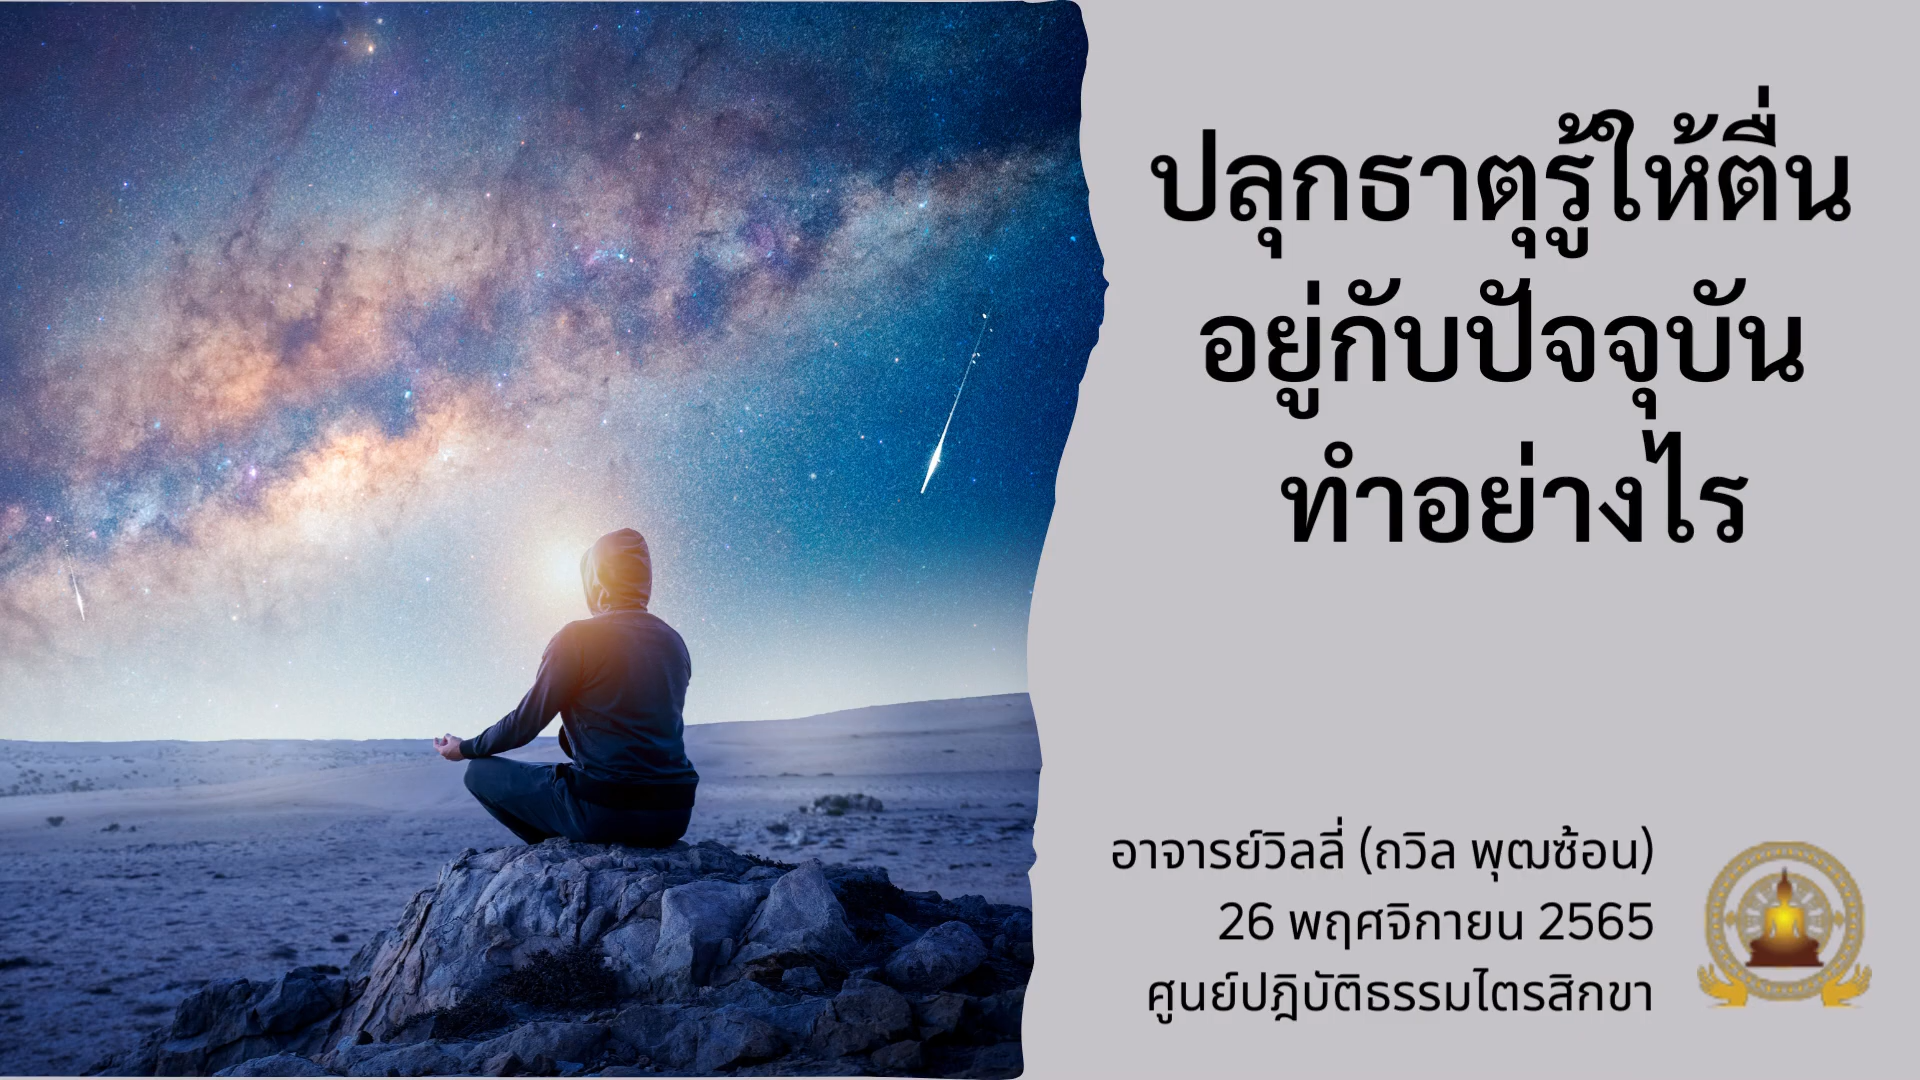 ปลุกธาตุรู้ให้ตื่น
อยู่กับปัจจุบัน
ทำอย่างไร
อาจารย์วิลลี่ (ถวิล พุฒซ้อน)
26 พฤศจิกายน 2565
ศูนย์ปฎิบัติธรรมไตรสิกขา